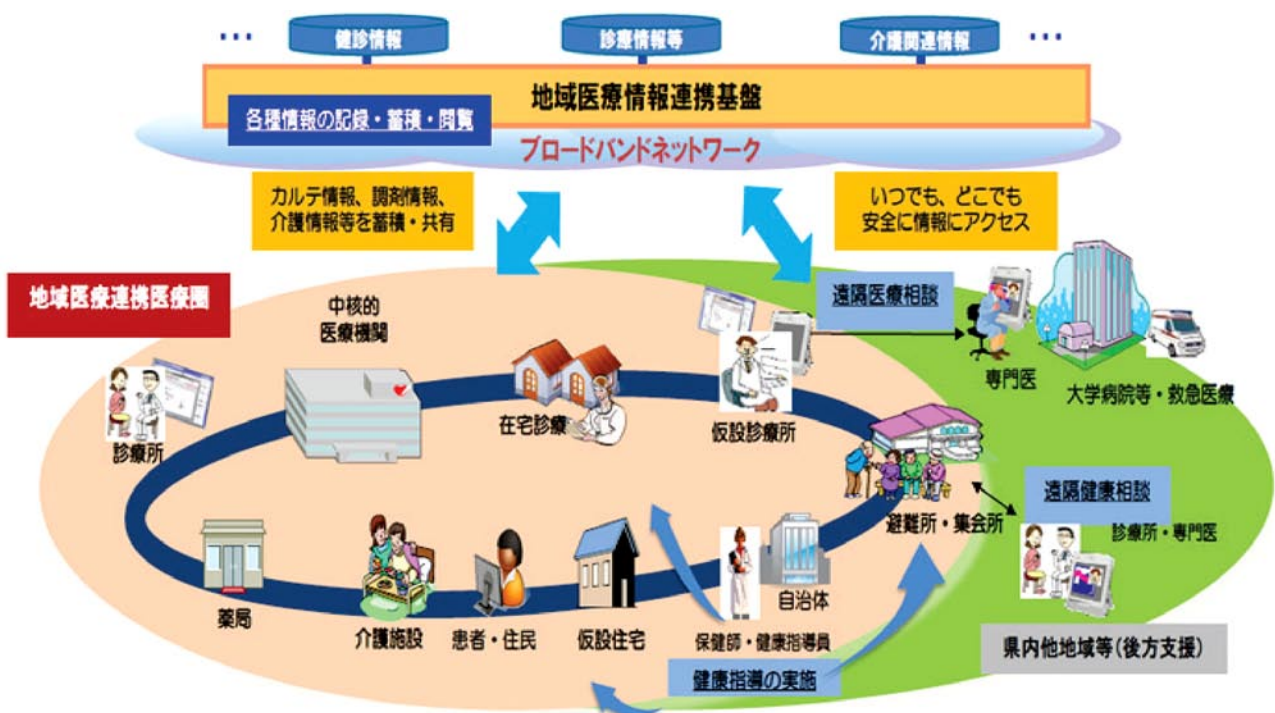 … 健診情報 診療情報等 介護関連情報 …
地域医療情報連携基盤
各種情報の記録・蓄積・閲覧
ブロードバンドネットワーク
カルテ情報、調剤情報、
介護情報等を蓄積・共有
いつでも、どこでも
安全に情報にアクセス
地域医療連携医療圏
中核的
医療機関
遠隔医療相談
専門医
大学病院等・救急医療
診療所
在宅診療
仮設診療所
避難所・集会所
遠隔健康相談
診療所・専門医
薬局
介護施設
患者・住民
仮設住宅
自治体
保健師・健康指導員
県内他地域等(後方支援)
健康指導の実施